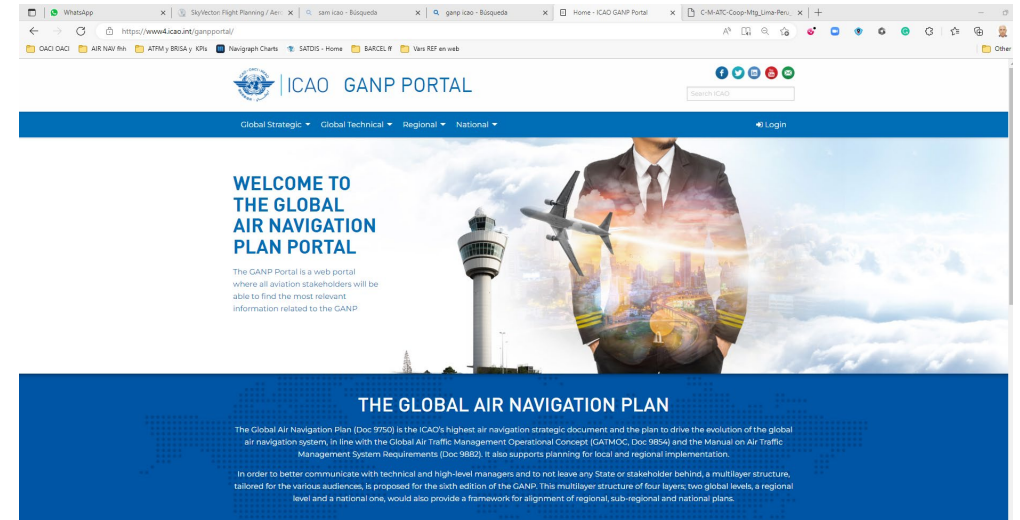 WhatsApp
SkyVector Flight Planning / Aero
sam icao - Búsqueda
ganp icao - Búsqueda
Home - ICAO GANP Portal
C-M-ATC-Coop-Mtg_Lima-Peru_
https://www4.icao.int/ganpportal/
OACI OACI
AIR NAV fhh
ATFM y BRISA y KPIs
Navigraph Charts
SATDIS - Home
BARCEL ff
Vars REF en web
Other
ICAO GANP PORTAL
Search ICAO
Global Strategic
Global Technical
Regional
National
Login
WELCOME TO
THE GLOBAL
AIR NAVIGATION
PLAN PORTAL
The GANP Portal is a web portal
where all aviation stakeholders will be
able to find the most relevant
information related to the GANP
THE GLOBAL AIR NAVIGATION PLAN
The Global Air Navigation Plan (Doc 9750) is the ICAO's highest air navigation strategic document and the plan to drive the evolution of the global
air navigation system, in line with the Global Air Traffic Management Operational Concept (GATMOC, Doc 9854) and the Manual on Air Traffic
Management System Requirements (Doc 9882). It also supports planning for local and regional implementation.
In order to better communicate with technical and high-level managers and to not leave any State or stakeholder behind, a multilayer structure,
tailored for the various audiences, is proposed for the sixth edition of the GANP. This multilayer structure of four layers; two global levels, a regional
level and a national one, would also provide a framework for alignment of regional, sub-regional and national plans.